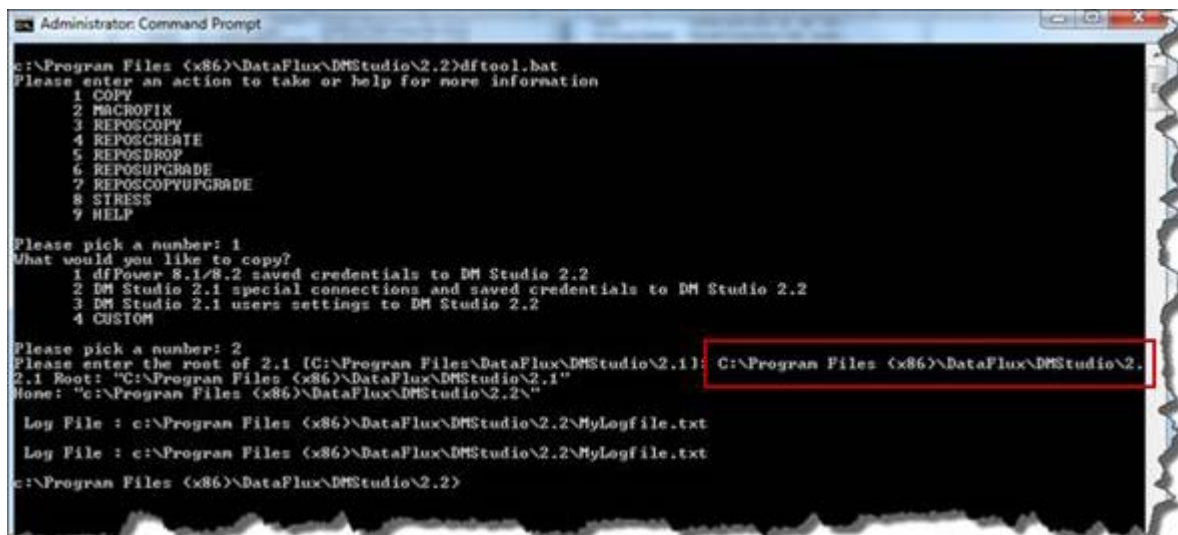 Administrator: Command Prompt
c:\Program Files (x86)\DataFlux\DMStudio\2.2>dftool.bat
Please enter an action to take or help for more information
1 COPY
2 MACROFIX
3 REPOSCOPY
4 REPOSCREATE
5 REPOSDROP
6 REPOSUPGRADE
7 REPOSCOPYUPGRADE
8 STRESS
9 HELP
Please pick a number: 1
What would you like to copy?
1 dfPower 8.1/8.2 saved credentials to DM Studio 2.2
2 DM Studio 2.1 special connections and saved credentials to DM Studio 2.2
3 DM Studio 2.1 users settings to DM Studio 2.2
4 CUSTOM
Please pick a number: 2
Please enter the root of 2.1 [C:\Program Files\DataFlux\DMStudio\2.1]: C:\Program Files (x86)\DataFlux\DMStudio\2.
2.1 Root: "C:\Program Files (x86)\DataFlux\DMStudio\2.1"
Home: "c:\Program Files (x86)\DataFlux\DMStudio\2.2\"
Log File : c:\Program Files (x86)\DataFlux\DMStudio\2.2\MyLogfile.txt
Log File : c:\Program Files (x86)\DataFlux\DMStudio\2.2\MyLogfile.txt
c:\Program Files (x86)\DataFlux\DMStudio\2.2>